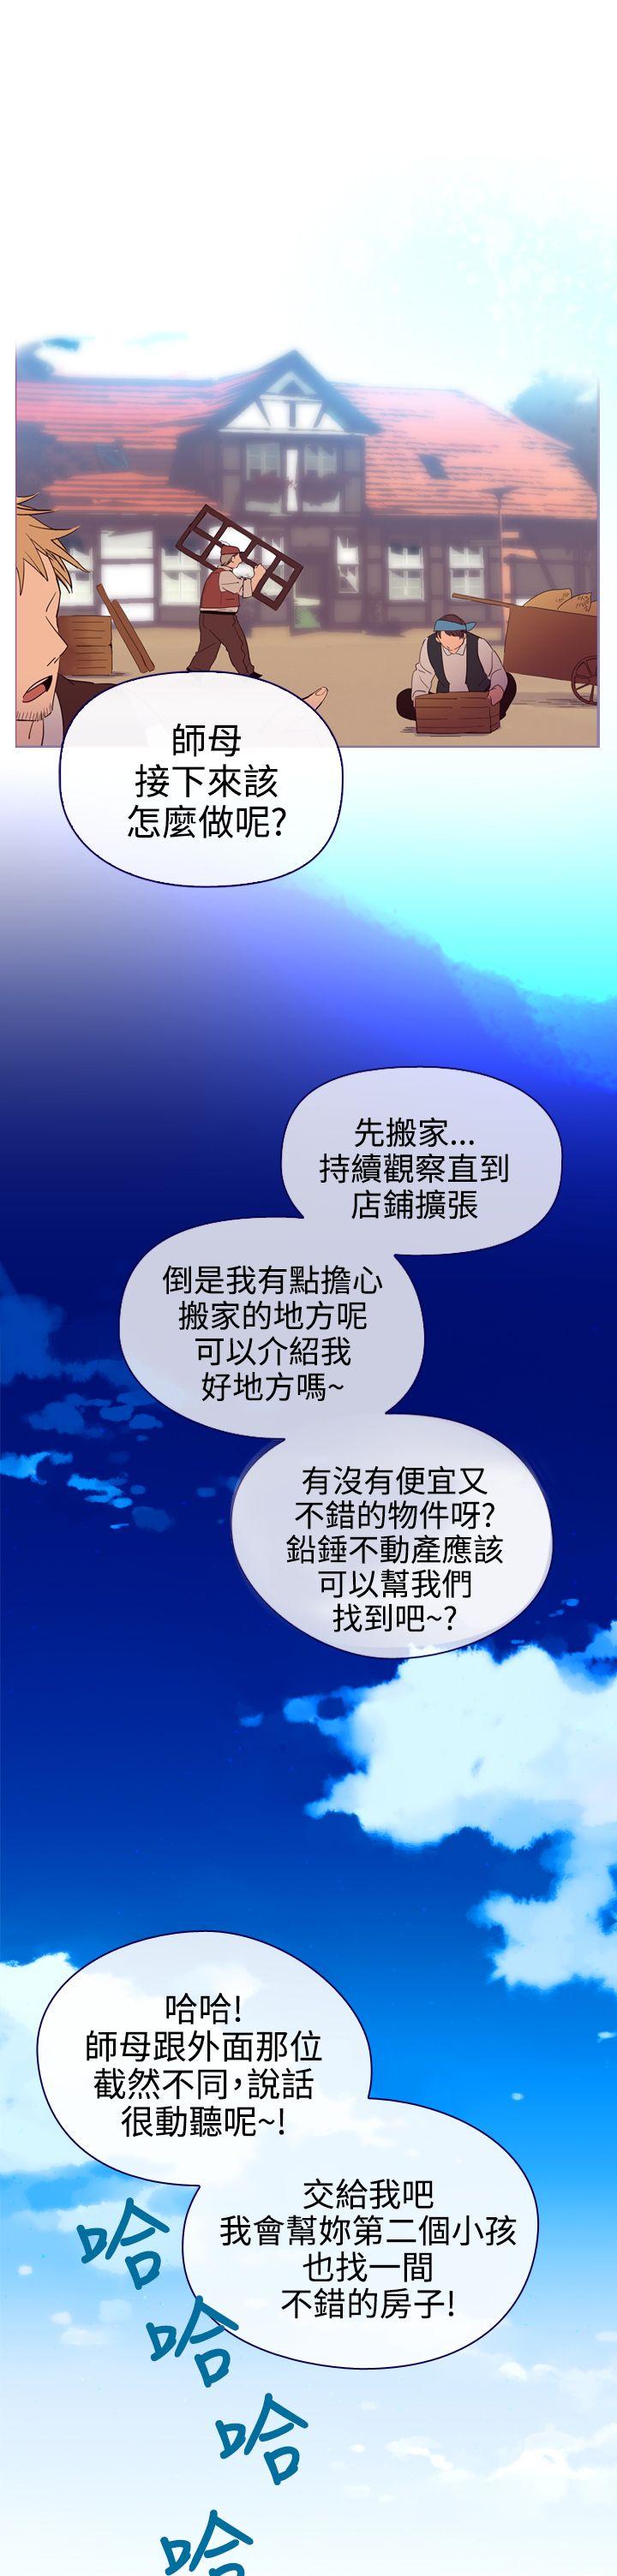 師母
接下來該
怎麼做呢?
先搬家...
持續觀察直到
店鋪擴張
倒是我有點擔心
搬家的地方呢
可以介紹我
好地方嗎~
有沒有便宜又
不錯的物件呀?
鉛錘不動產應該
可以幫我們
找到吧~?
哈哈!
師母跟外面那位
截然不同,說話
很動聽呢~!
交給我吧
我會幫妳第二個小孩
也找一間
不錯的房子!
哈
哈
哈
哈